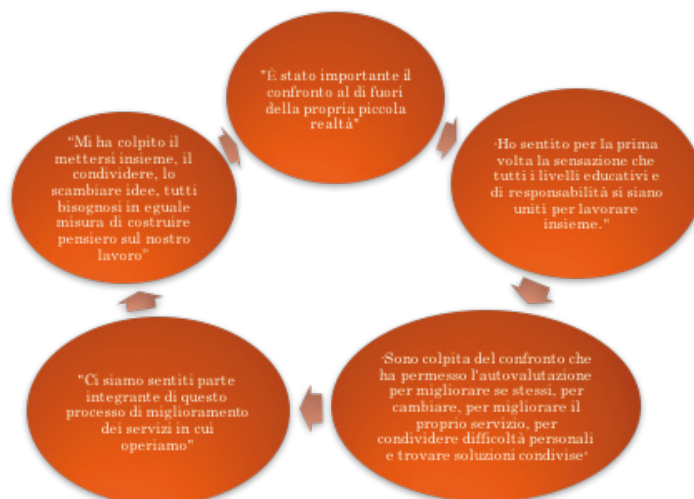 "È stato importante il
confronto al di fuori
della propria piccola
realtà"
"Ho sentito per la prima
volta la sensazione che
tutti i livelli educativi e
di responsabilità si siano
uniti per lavorare
insieme."
"Sono colpita del confronto che
ha permesso l'autovalutazione
per migliorare se stessi, per
cambiare, per migliorare il
proprio servizio, per
condividere difficoltà personali
e trovare soluzioni condivise"
"Ci siamo sentiti parte
integrante di questo
processo di miglioramento
dei servizi in cui
operiamo"
"Mi ha colpito il
mettersi insieme, il
condividere, lo
scambiare idee, tutti
bisognosi in eguale
misura di costruire
pensiero sul nostro
lavoro"